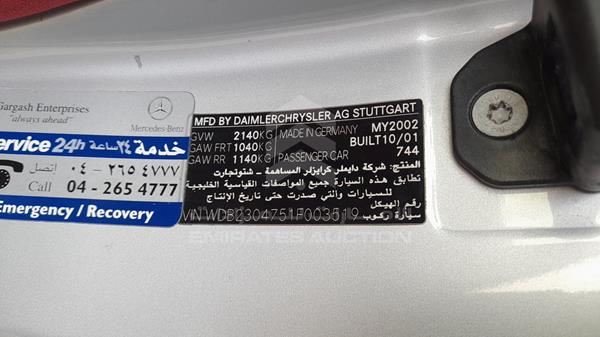 Gargash Enterprises
"always ahead"
Mercedes-Benz
Service 24h خدمة ٢٤ ساعة
اتصل ٠٤ - ٢٦٥ ٤٧٧٧
Call 04 - 265 4777
Emergency / Recovery
MFD BY DAIMLERCHRYSLER AG STUTTGART
GVW 2140KG MADE IN GERMANY MY2002
GAW FRT 1040KG BUILT10/01
GAW RR 1140KG PASSENGER CAR 744
المنتج: شركة دايملر كرايزلر المساهمة - شتوتجارت
تطابق هذه السيارة جميع المواصفات القياسية الخليجية
للسيارات والتي صدرت حتى تاريخ الإنتاج
رقم الهيكل
سيارة ركوب
VIN WDB2304751F003519